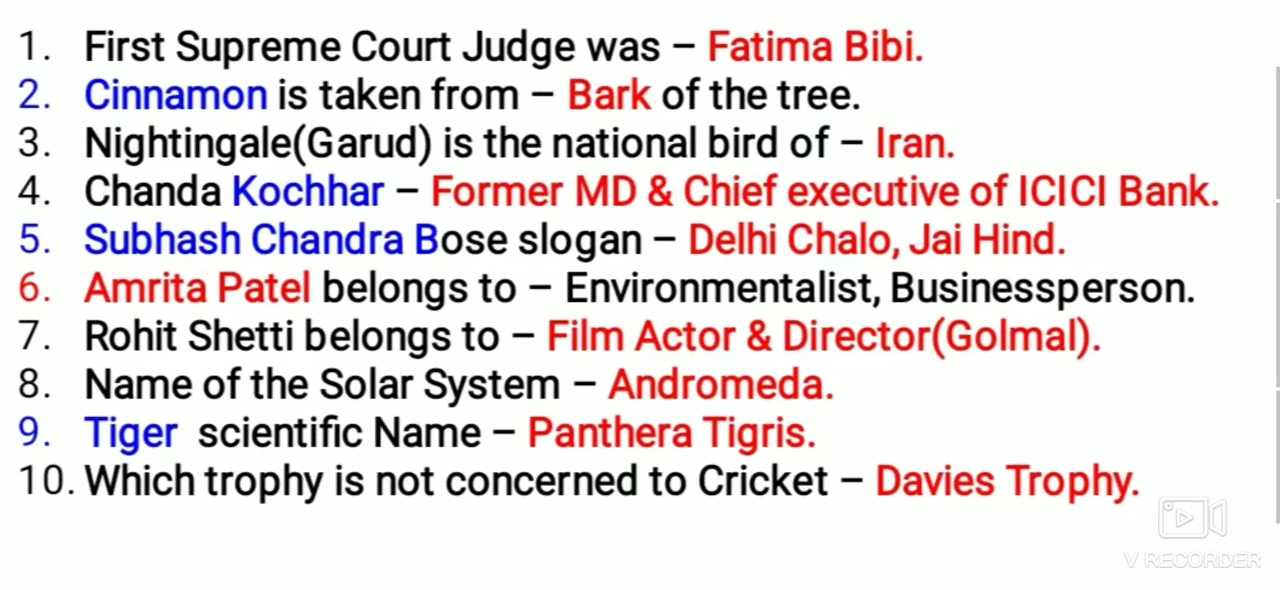 1. First Supreme Court Judge was – Fatima Bibi.
2. Cinnamon is taken from – Bark of the tree.
3. Nightingale(Garud) is the national bird of – Iran.
4. Chanda Kochhar – Former MD & Chief executive of ICICI Bank.
5. Subhash Chandra Bose slogan – Delhi Chalo, Jai Hind.
6. Amrita Patel belongs to – Environmentalist, Businessperson.
7. Rohit Shetti belongs to – Film Actor & Director(Golmal).
8. Name of the Solar System – Andromeda.
9. Tiger scientific Name – Panthera Tigris.
10. Which trophy is not concerned to Cricket – Davies Trophy.
V RECORDER